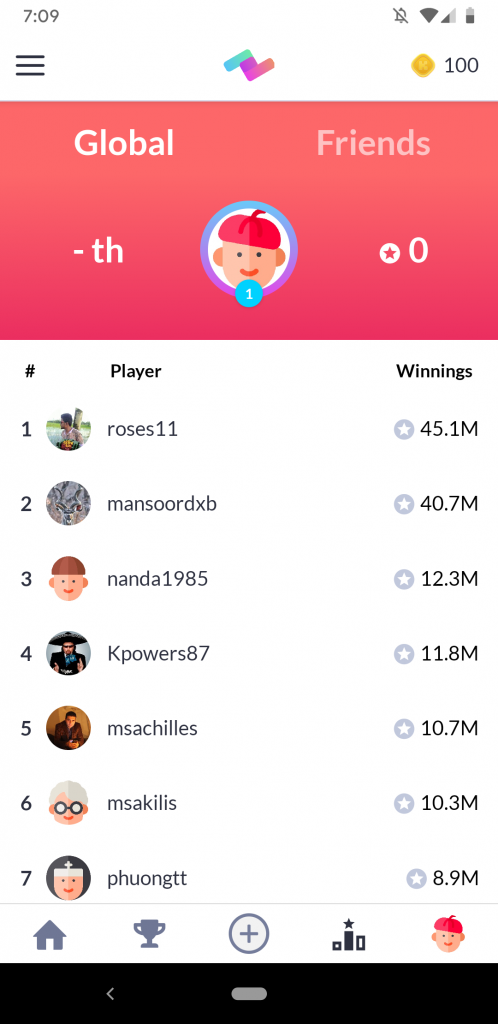 7:09
100
Global Friends
- th 0
1
# Player Winnings
1 roses11 45.1M
2 mansoordxb 40.7M
3 nanda1985 12.3M
4 Kpowers87 11.8M
5 msachilles 10.7M
6 msakilis 10.3M
7 phuongtt 8.9M